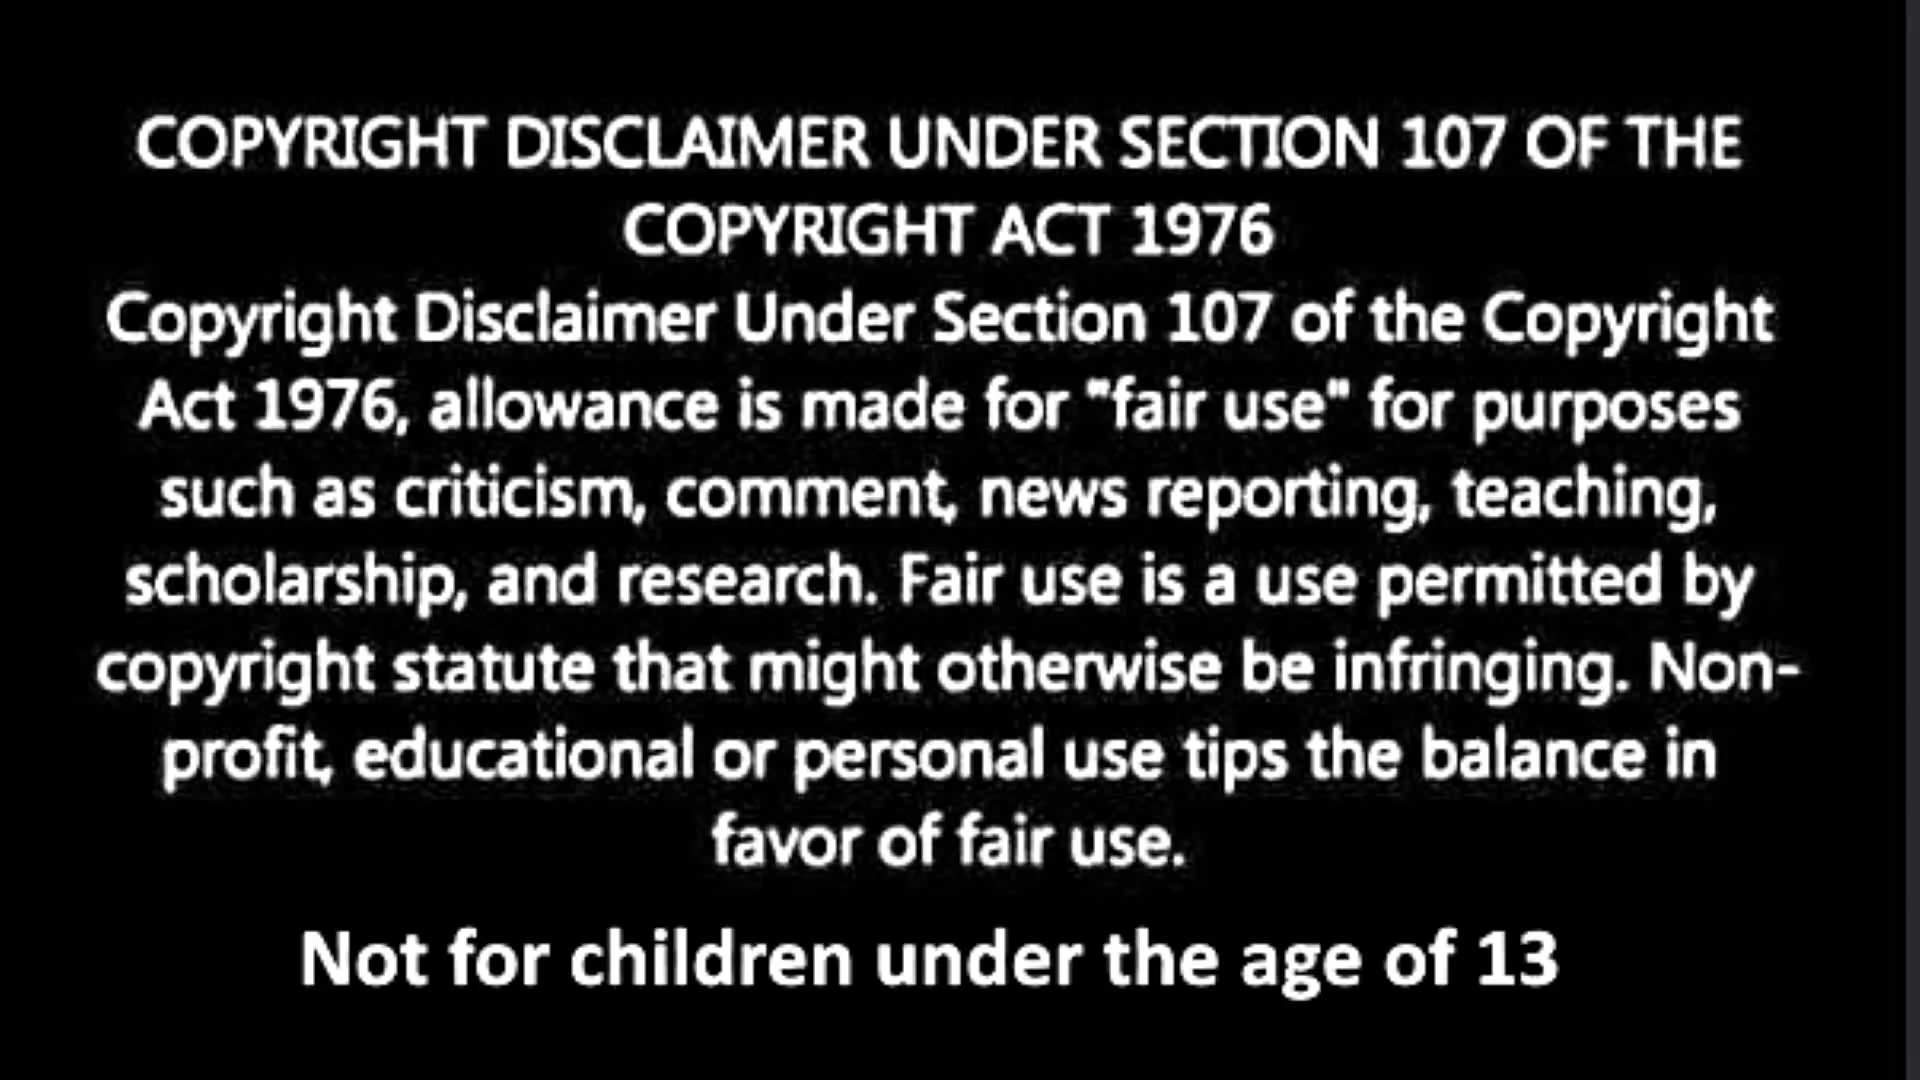 COPYRIGHT DISCLAIMER UNDER SECTION 107 OF THE
COPYRIGHT ACT 1976
Copyright Disclaimer Under Section 107 of the Copyright
Act 1976, allowance is made for "fair use" for purposes
such as criticism, comment, news reporting, teaching,
scholarship, and research. Fair use is a use permitted by
copyright statute that might otherwise be infringing. Non-
profit, educational or personal use tips the balance in
favor of fair use.
Not for children under the age of 13